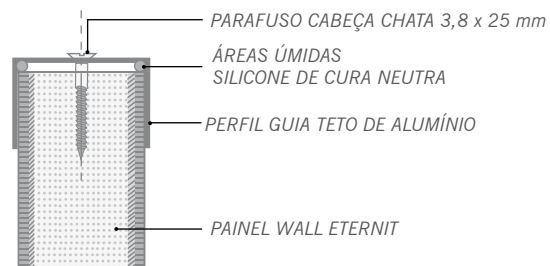 PARAFUSO CABEÇA CHATA 3,8 x 25 mm
ÁREAS ÚMIDAS
SILICONE DE CURA NEUTRA
PERFIL GUIA TETO DE ALUMÍNIO
PAINEL WALL ETERNIT